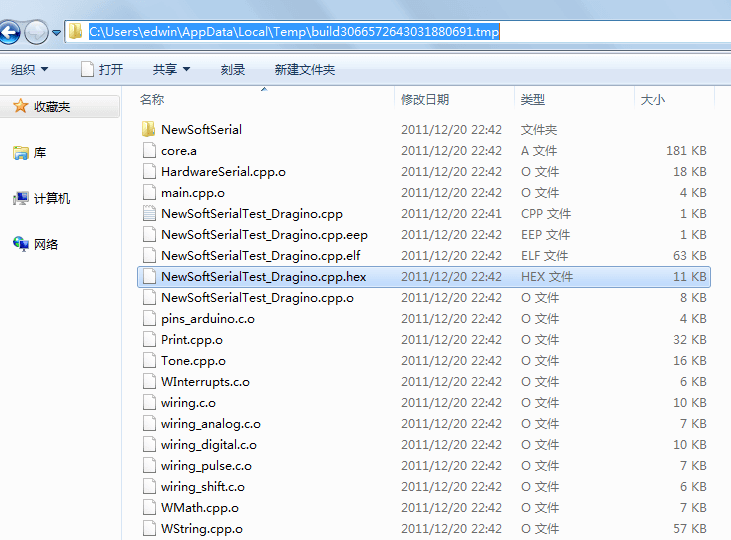 C:\Users\edwin\AppData\Local\Temp\build3066572643031880691.tmp
组织 打开 共享 刻录 新建文件夹
收藏夹
库
计算机
网络
名称 修改日期 类型 大小
NewSoftSerial 2011/12/20 22:42 文件夹
core.a 2011/12/20 22:42 A 文件 181 KB
HardwareSerial.cpp.o 2011/12/20 22:42 O 文件 18 KB
main.cpp.o 2011/12/20 22:42 O 文件 4 KB
NewSoftSerialTest_Dragino.cpp 2011/12/20 22:41 CPP 文件 1 KB
NewSoftSerialTest_Dragino.cpp.eep 2011/12/20 22:42 EEP 文件 1 KB
NewSoftSerialTest_Dragino.cpp.elf 2011/12/20 22:42 ELF 文件 63 KB
NewSoftSerialTest_Dragino.cpp.hex 2011/12/20 22:42 HEX 文件 11 KB
NewSoftSerialTest_Dragino.cpp.o 2011/12/20 22:42 O 文件 8 KB
pins_arduino.c.o 2011/12/20 22:42 O 文件 4 KB
Print.cpp.o 2011/12/20 22:42 O 文件 32 KB
Tone.cpp.o 2011/12/20 22:42 O 文件 16 KB
WInterrupts.c.o 2011/12/20 22:42 O 文件 6 KB
wiring.c.o 2011/12/20 22:42 O 文件 10 KB
wiring_analog.c.o 2011/12/20 22:42 O 文件 7 KB
wiring_digital.c.o 2011/12/20 22:42 O 文件 10 KB
wiring_pulse.c.o 2011/12/20 22:42 O 文件 7 KB
wiring_shift.c.o 2011/12/20 22:42 O 文件 6 KB
WMath.cpp.o 2011/12/20 22:42 O 文件 7 KB
WString.cpp.o 2011/12/20 22:42 O 文件 57 KB